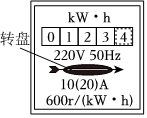 kW·h
0 1 2 3 4
转盘
220V 50Hz
10(20)A
600r/(kW·h)